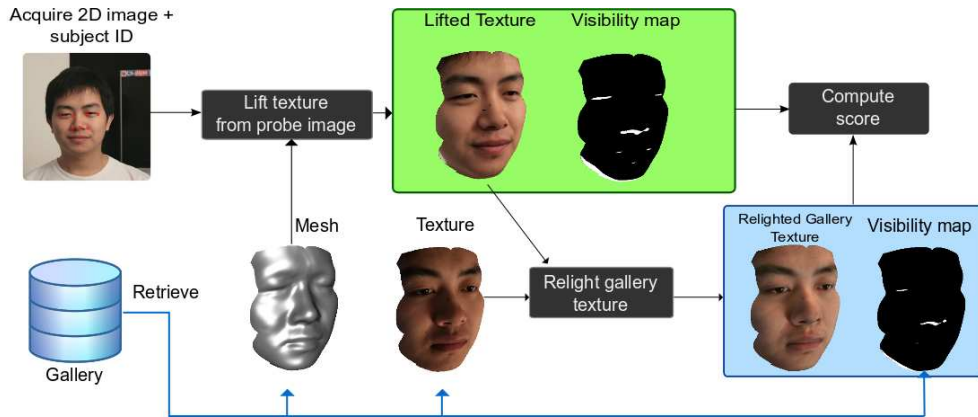 Acquire 2D image +
subject ID
Lifted Texture
Visibility map
Lift texture
from probe image
Compute
score
Mesh
Texture
Relighted Gallery
Texture
Visibility map
Retrieve
Relight gallery
texture
Gallery